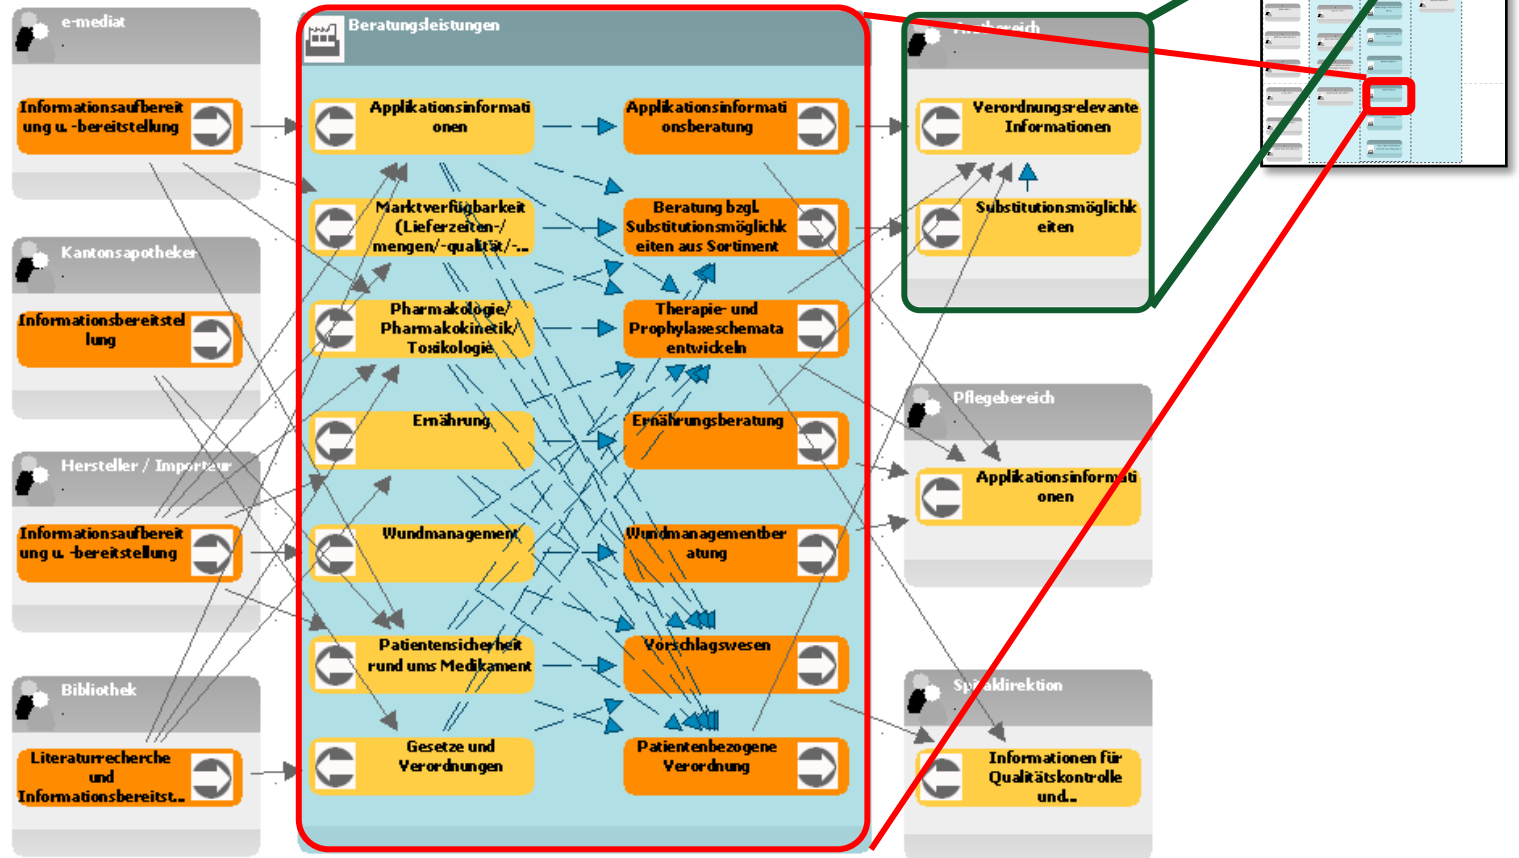 e-mediat
.
Informationsaufbereit
ung u. -bereitstellung
Kantonsapotheker
.
Informationsbereitstel
lung
Hersteller / Importeur
.
Informationsaufbereit
ung u. -bereitstellung
Bibliothek
.
Literaturrecherche
und
Informationsbereitst...
Beratungsleistungen
Applikationsinformati
onen
Marktverfügbarkeit
(Lieferzeiten-/
mengen/-qualität/-...
Pharmakologie/
Pharmakokinetik/
Toxikologie
Ernährung
Wundmanagement
Patientensicherheit
rund ums Medikament
Gesetze und
Verordnungen
Applikationsinformati
onsberatung
Beratung bzgl.
Substitutionsmöglichk
eiten aus Sortiment
Therapie- und
Prophylaxeschemata
entwickeln
Ernährungsberatung
Wundmanagementber
atung
Vorschlagswesen
Patientenbezogene
Verordnung
Arztbereich
.
Verordnungsrelevante
Informationen
Substitutionsmöglichk
eiten
Pflegebereich
.
Applikationsinformati
onen
Spitaldirektion
.
Informationen für
Qualitätskontrolle
und...